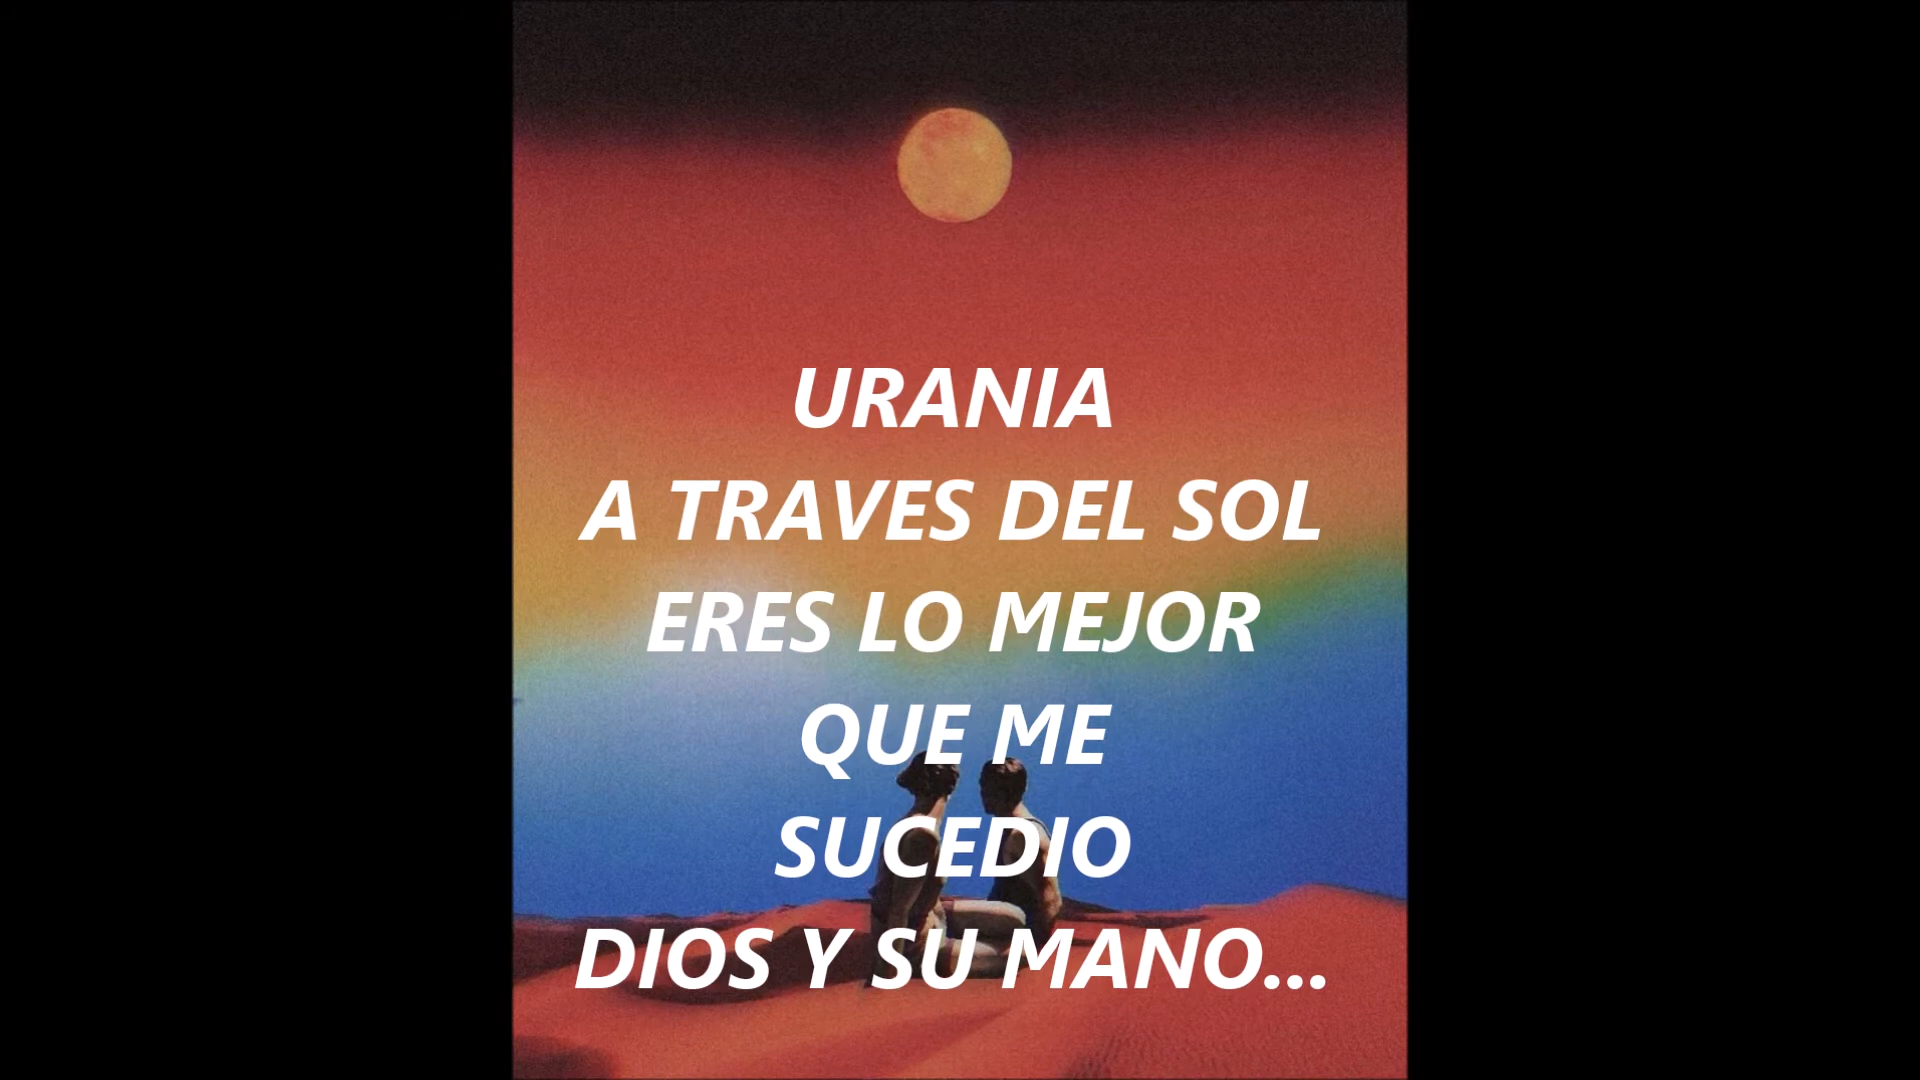 URANIA
A TRAVES DEL SOL
ERES LO MEJOR
QUE ME
SUCEDIO
DIOS Y SU MANO...